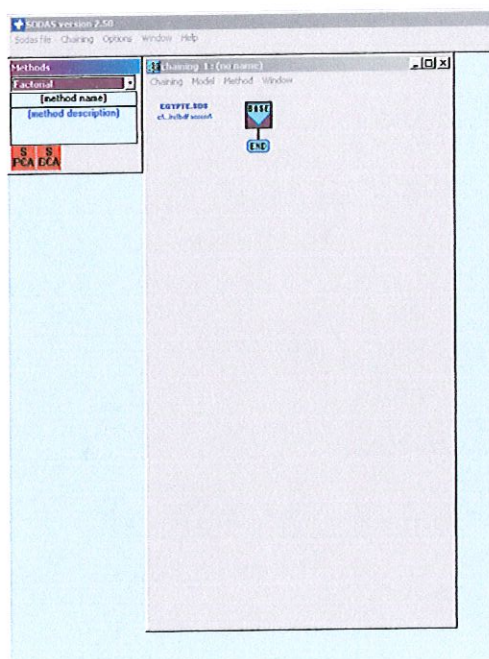 SODAS version 2.50
Sodas file Chaining Options Window Help
Methods
Factorial
(method name)
(method description)
S PCA
S GCA
chaining 1 : (no name)
Chaining Model Method Window
EGYPTE.SDS
BASE
END